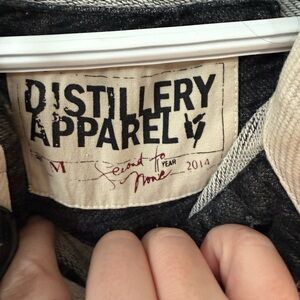 DISTILLERY
APPAREL
M Second to None YEAR 2014